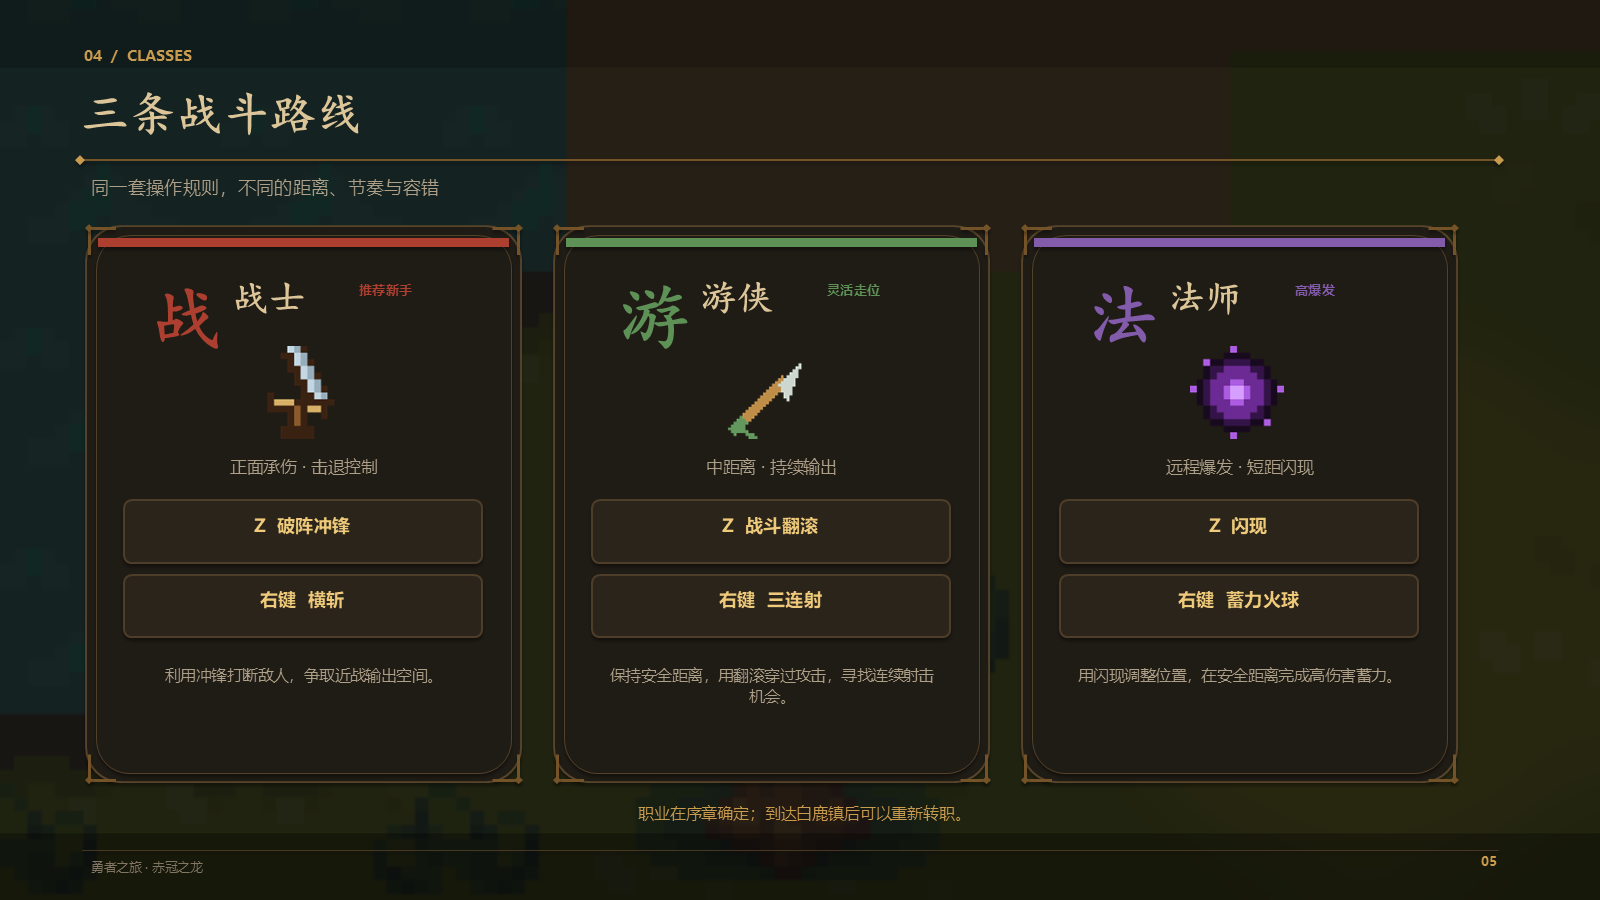 04 / CLASSES
三条战斗路线
同一套操作规则，不同的距离、节奏与容错
战
战士
推荐新手
正面承伤 · 击退控制
Z 破阵冲锋
右键 横斩
利用冲锋打断敌人，争取近战输出空间。
游
游侠
灵活走位
中距离 · 持续输出
Z 战斗翻滚
右键 三连射
保持安全距离，用翻滚穿过攻击，寻找连续射击
机会。
法
法师
高爆发
远程爆发 · 短距闪现
Z 闪现
右键 蓄力火球
用闪现调整位置，在安全距离完成高伤害蓄力。
职业在序章确定；到达白鹿镇后可以重新转职。
勇者之旅 · 赤冠之龙
05